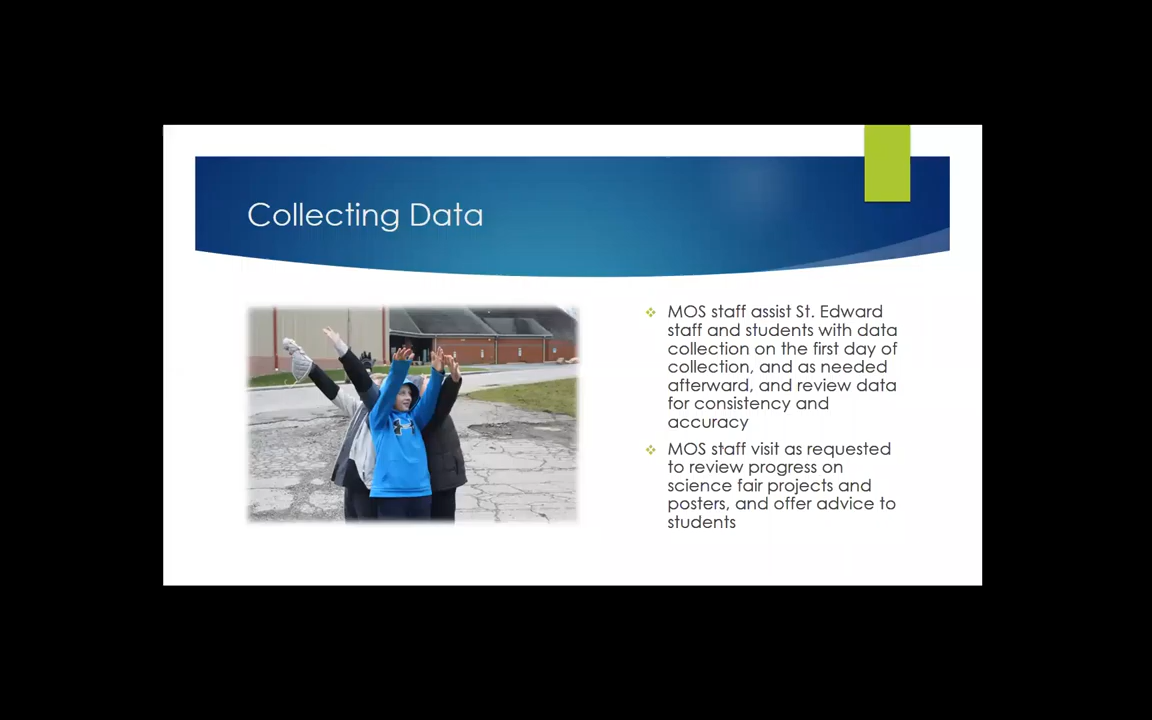 Collecting Data
❖ MOS staff assist St. Edward
staff and students with data
collection on the first day of
collection, and as needed
afterward, and review data
for consistency and
accuracy
❖ MOS staff visit as requested
to review progress on
science fair projects and
posters, and offer advice to
students